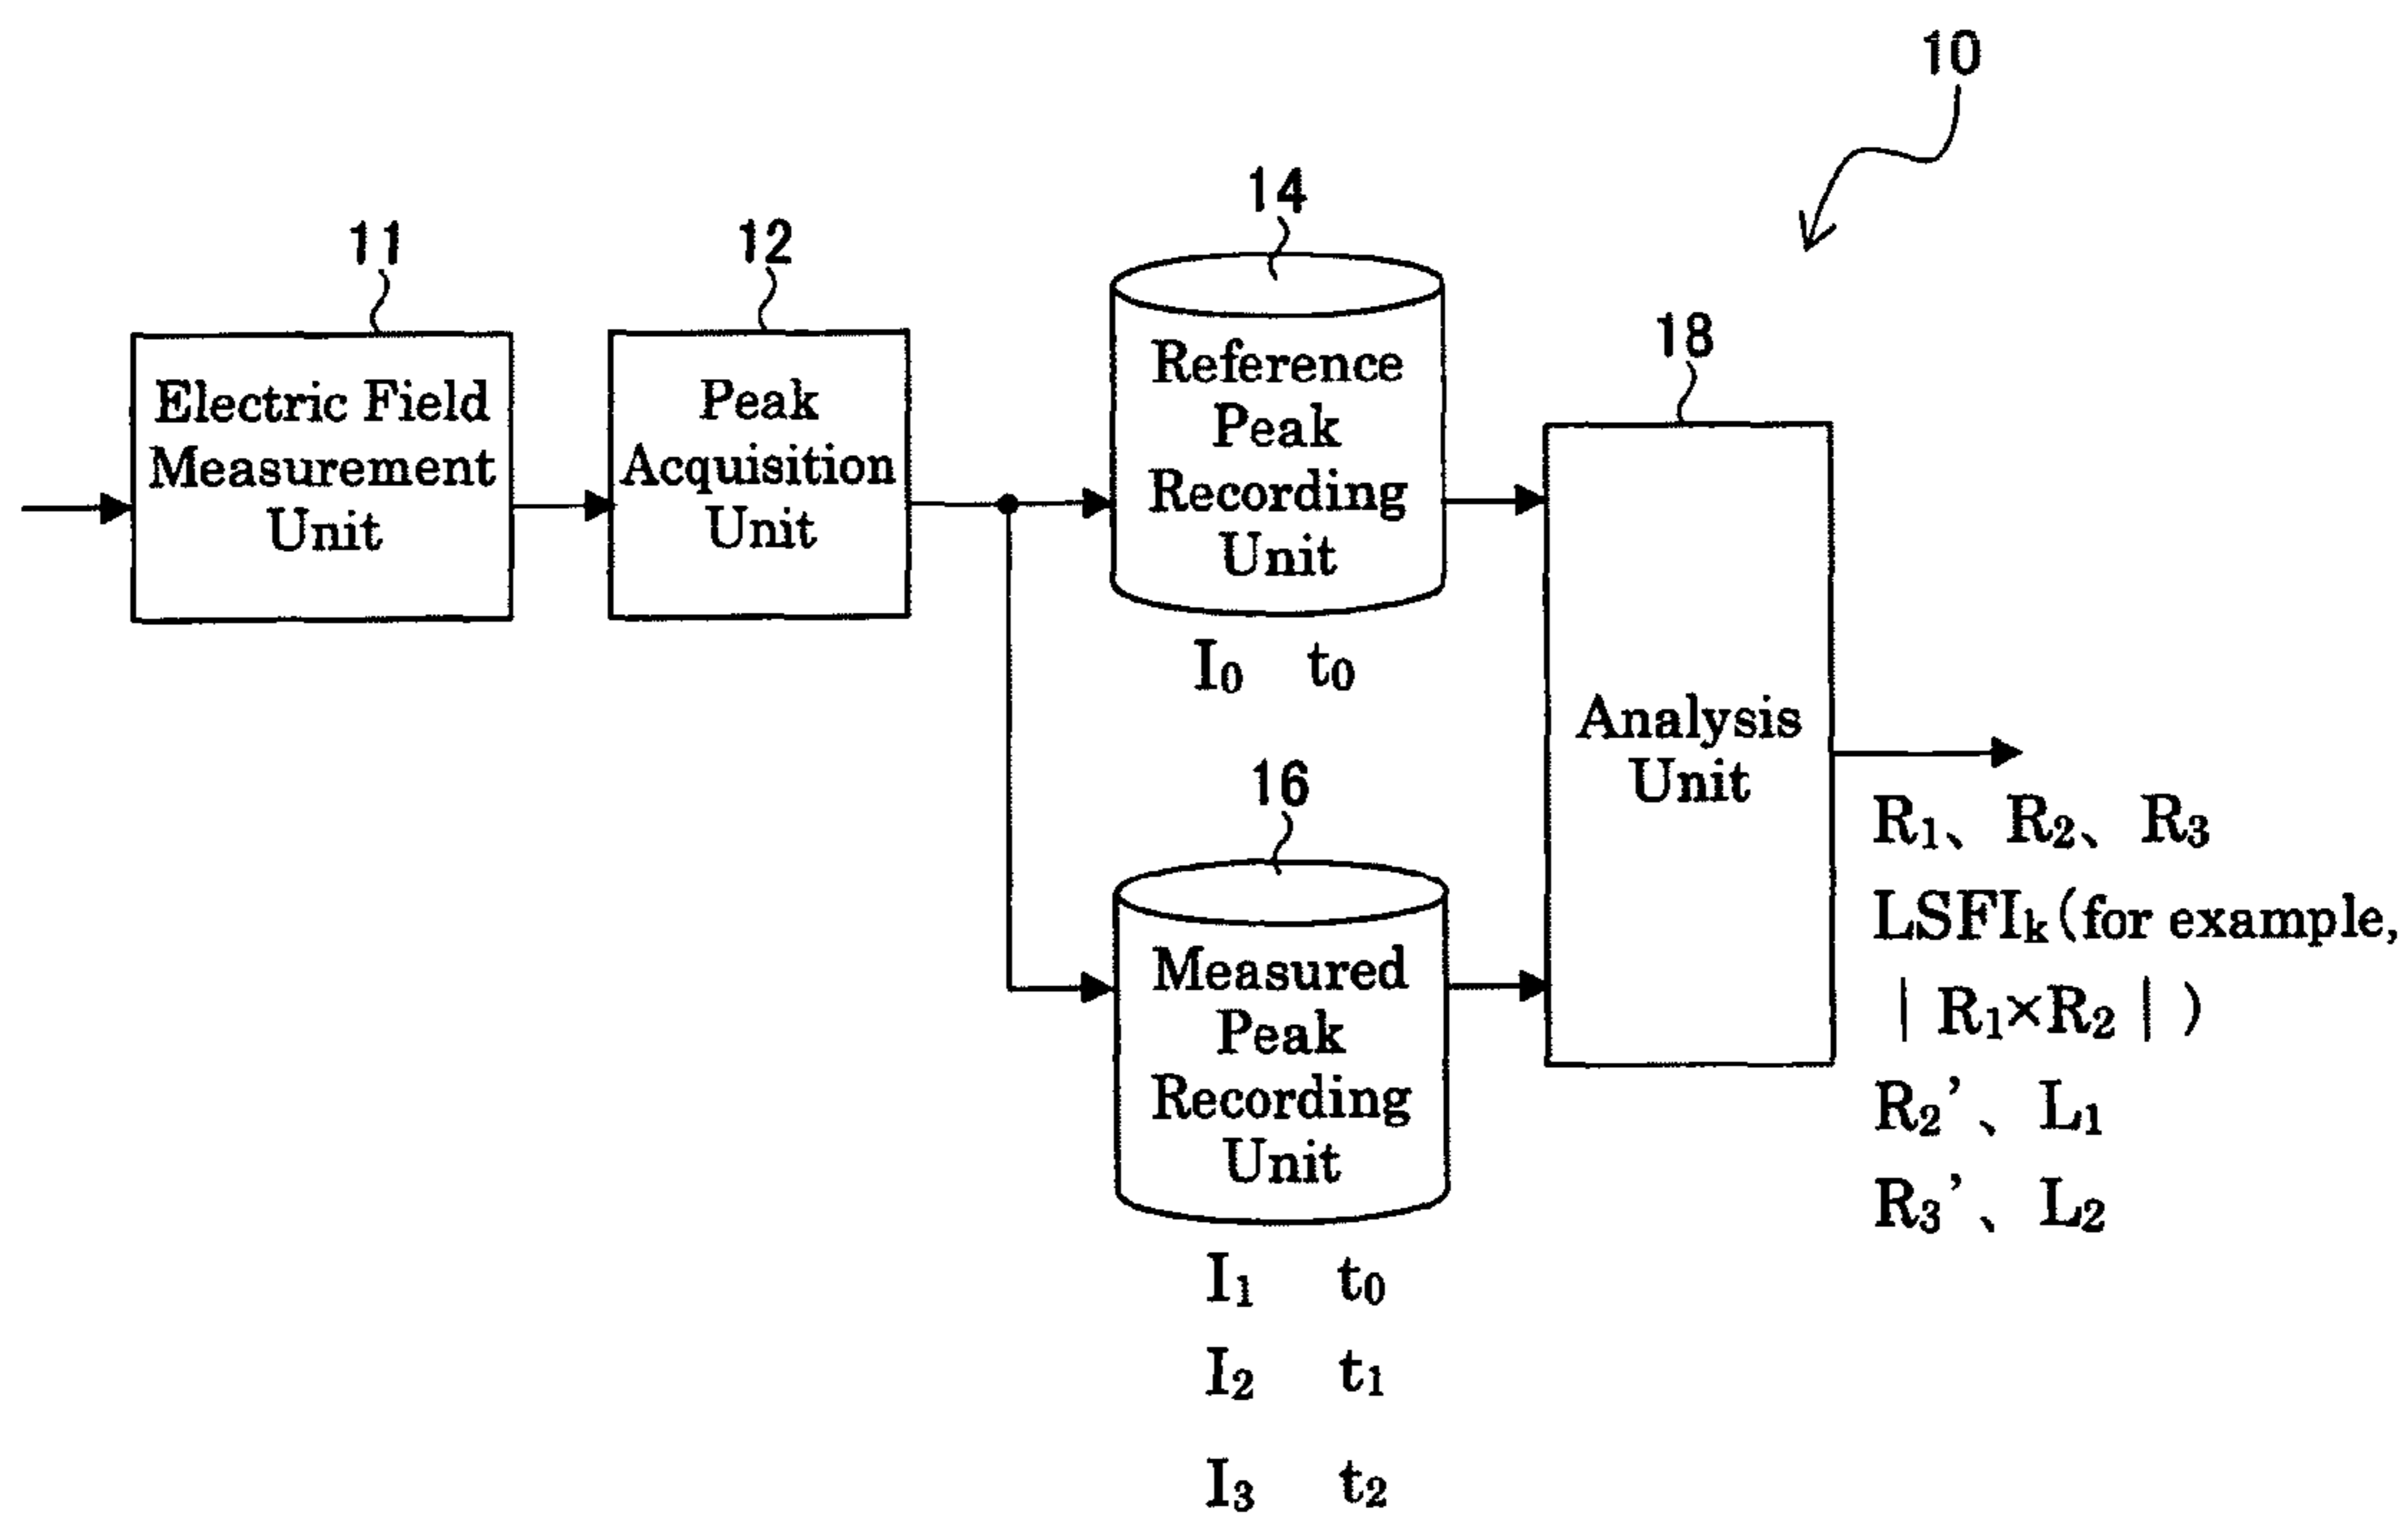 10
11
Electric Field
Measurement
Unit
12
Peak
Acquisition
Unit
14
Reference
Peak
Recording
Unit
I₀ t₀
16
Measured
Peak
Recording
Unit
I₁ t₀
I₂ t₁
I₃ t₂
18
Analysis
Unit
R₁、R₂、R₃
LSFIₖ(for example,
|R₁×R₂|)
R₂’、L₁
R₃’、L₂